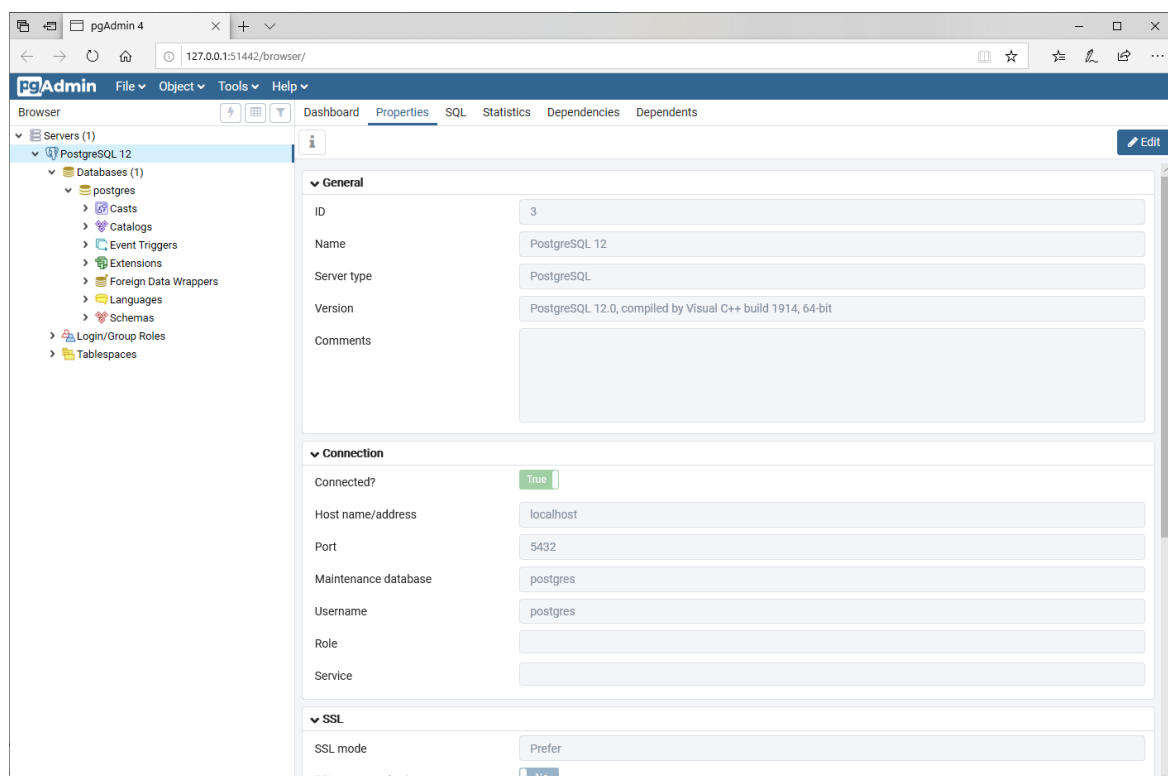 pgAdmin 4
127.0.0.1:51442/browser/
pgAdmin File Object Tools Help
Browser
Dashboard Properties SQL Statistics Dependencies Dependents
Servers (1)
PostgreSQL 12
Databases (1)
postgres
Casts
Catalogs
Event Triggers
Extensions
Foreign Data Wrappers
Languages
Schemas
Login/Group Roles
Tablespaces
i
Edit
General
ID 3
Name PostgreSQL 12
Server type PostgreSQL
Version PostgreSQL 12.0, compiled by Visual C++ build 1914, 64-bit
Comments
Connection
Connected? True
Host name/address localhost
Port 5432
Maintenance database postgres
Username postgres
Role
Service
SSL
SSL mode Prefer